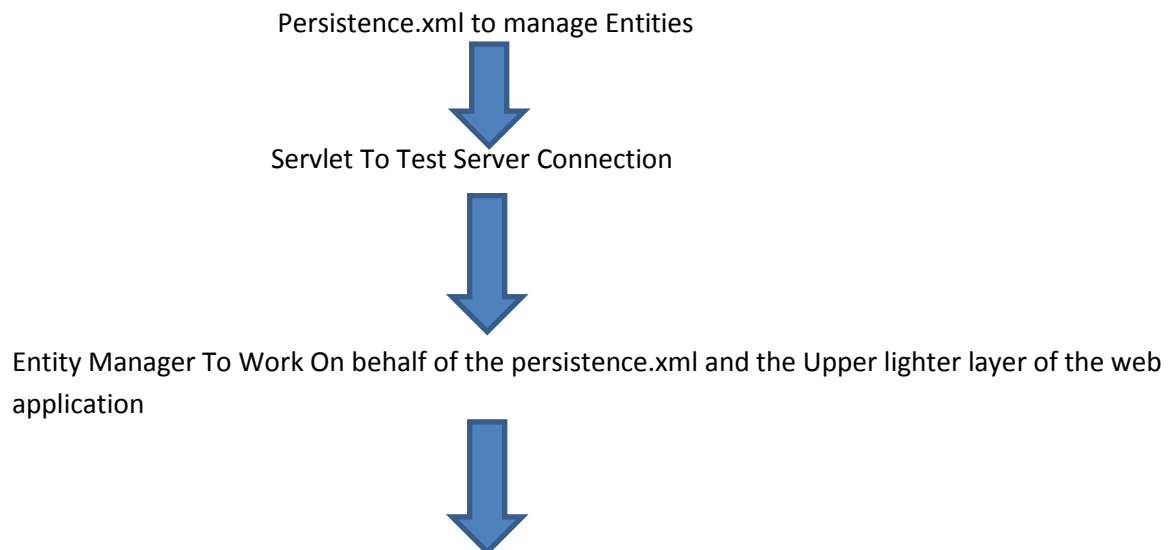 Persistence.xml to manage Entities
Servlet To Test Server Connection
Entity Manager To Work On behalf of the persistence.xml and the Upper lighter layer of the web
application